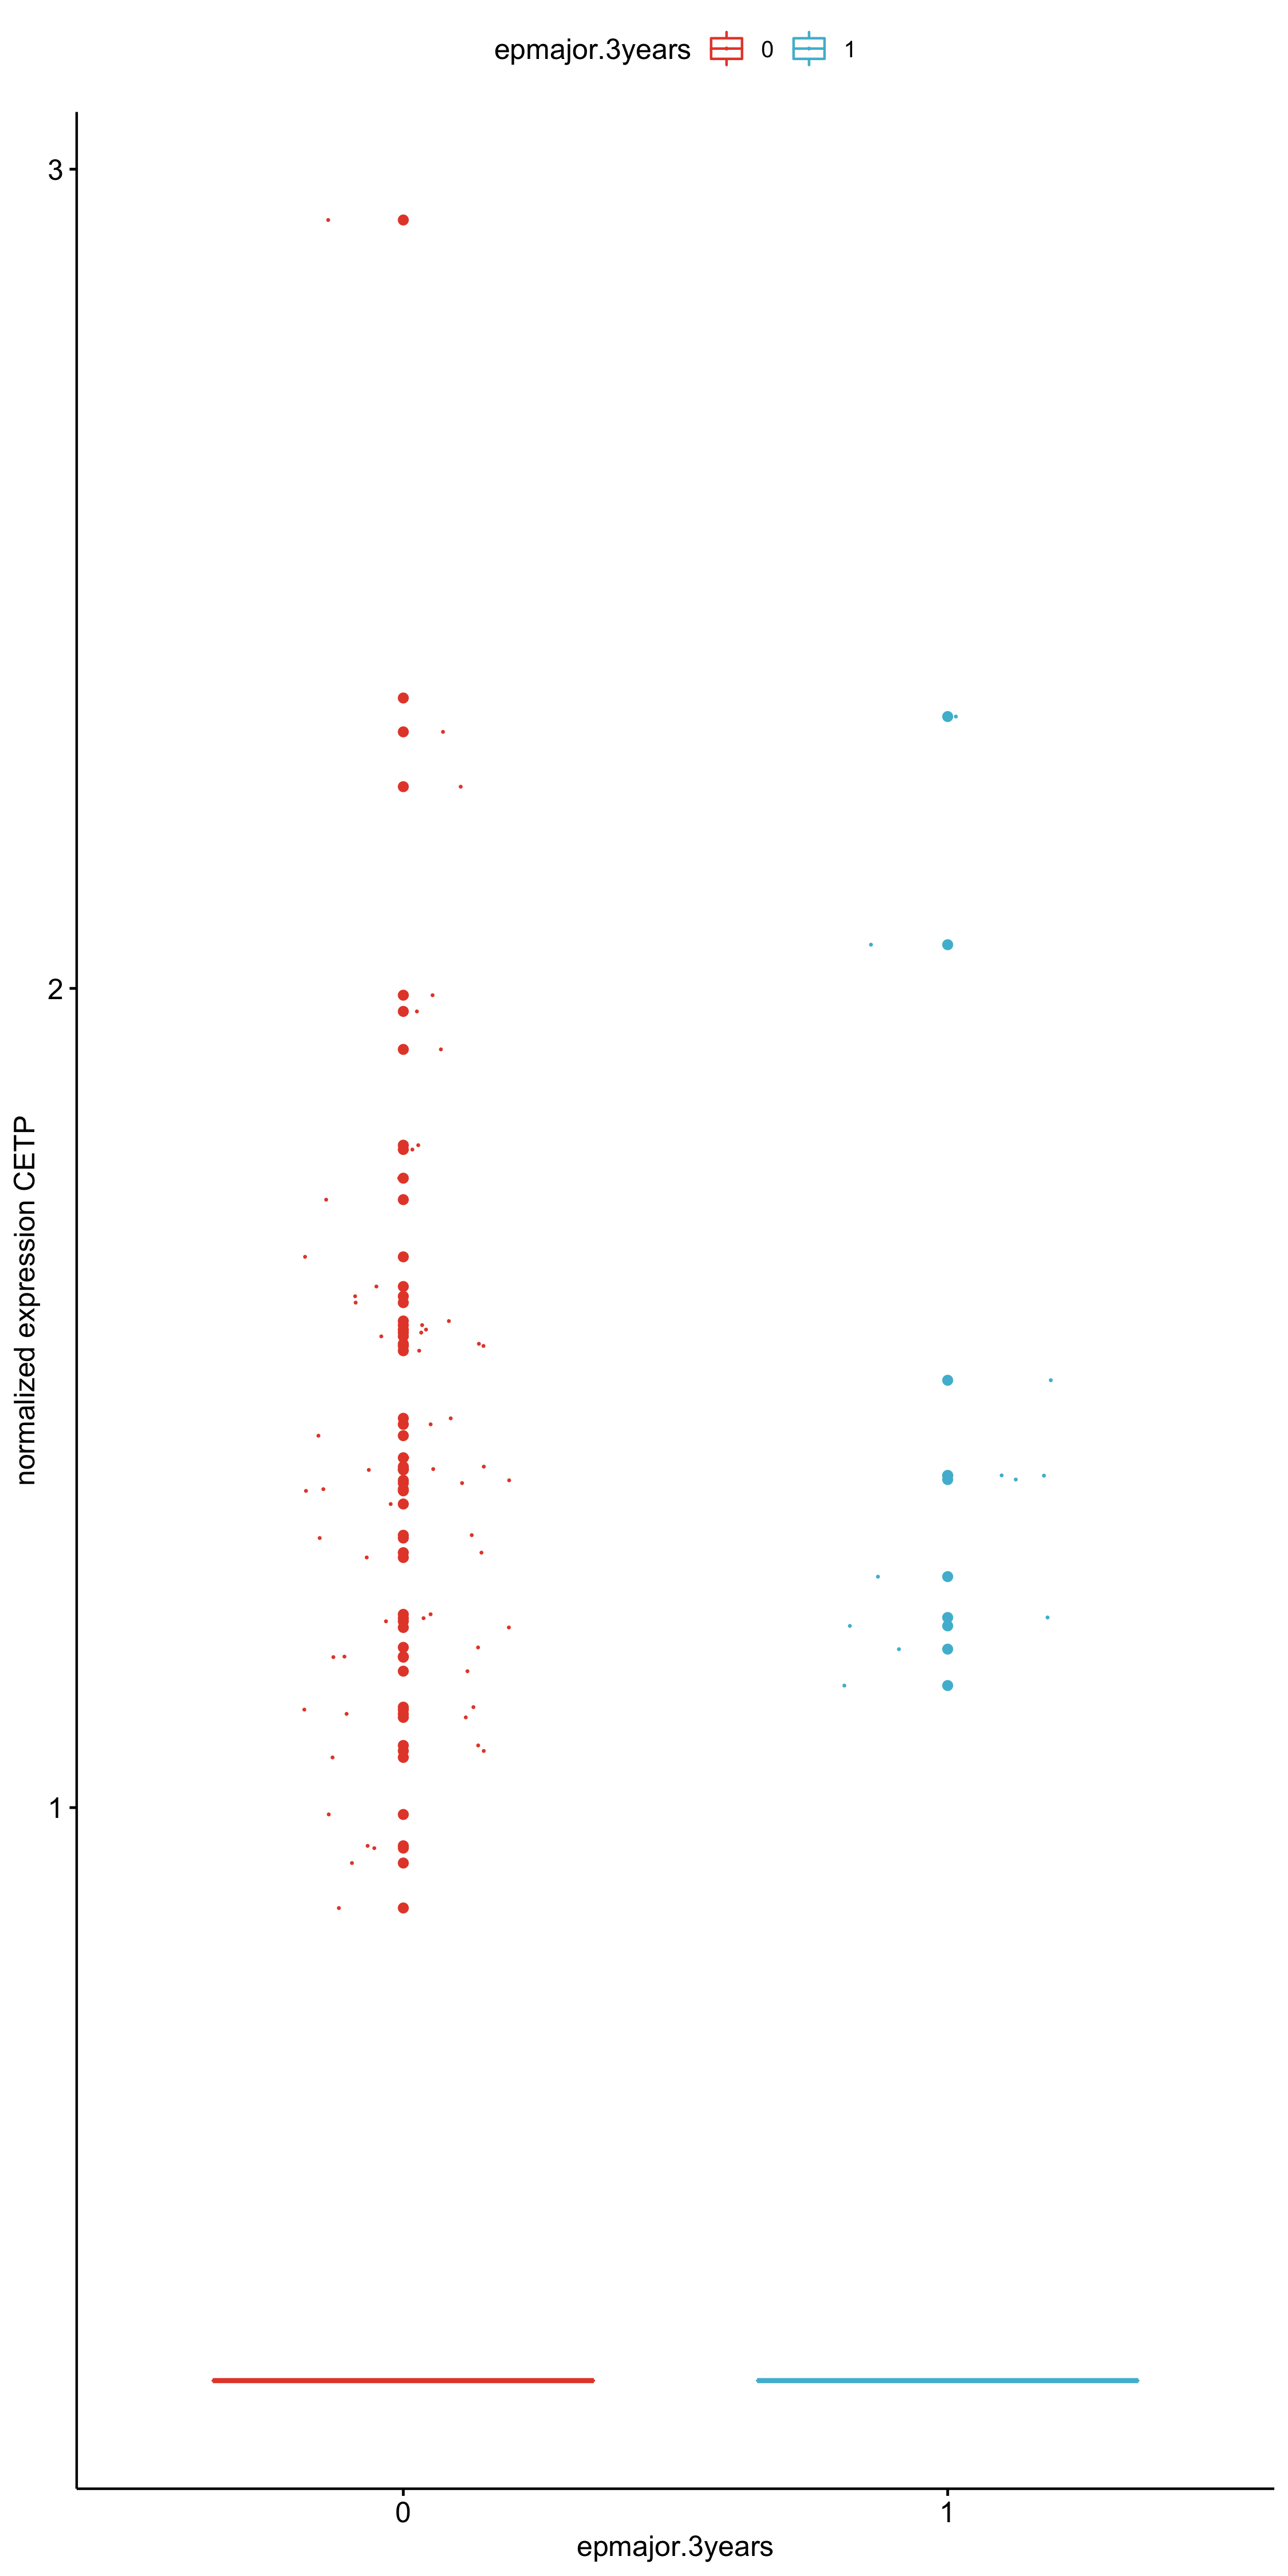 epmajor.3years 0 1
3
2
1
normalized expression CETP
0 1
epmajor.3years